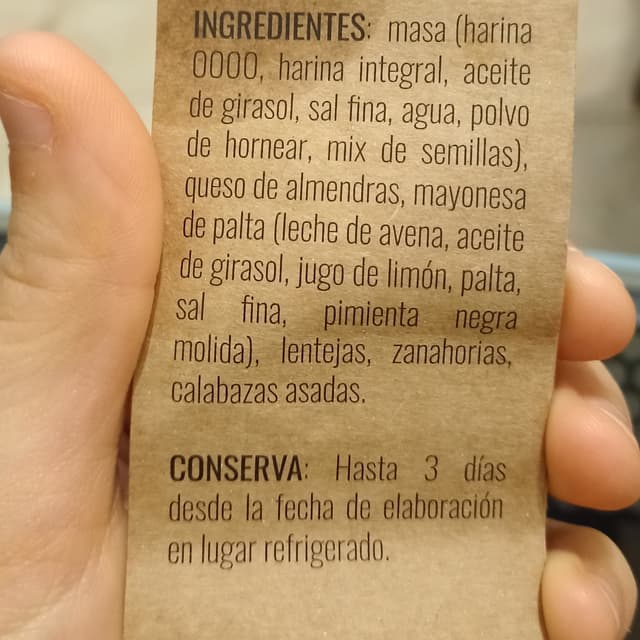 INGREDIENTES: masa (harina
0000, harina integral, aceite
de girasol, sal fina, agua, polvo
de hornear, mix de semillas),
queso de almendras, mayonesa
de palta (leche de avena, aceite
de girasol, jugo de limón, palta,
sal fina, pimienta negra
molida), lentejas, zanahorias,
calabazas asadas.
CONSERVA: Hasta 3 días
desde la fecha de elaboración
en lugar refrigerado.